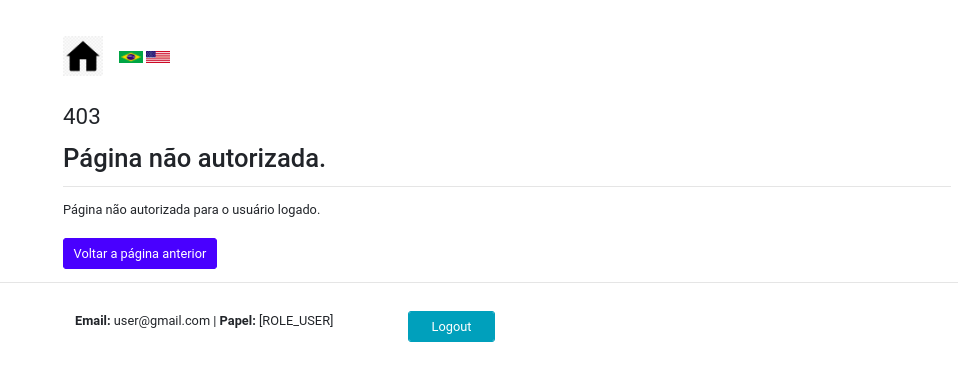 403
Página não autorizada.
Página não autorizada para o usuário logado.
Voltar a página anterior
Email: user@gmail.com | Papel: [ROLE_USER]
Logout